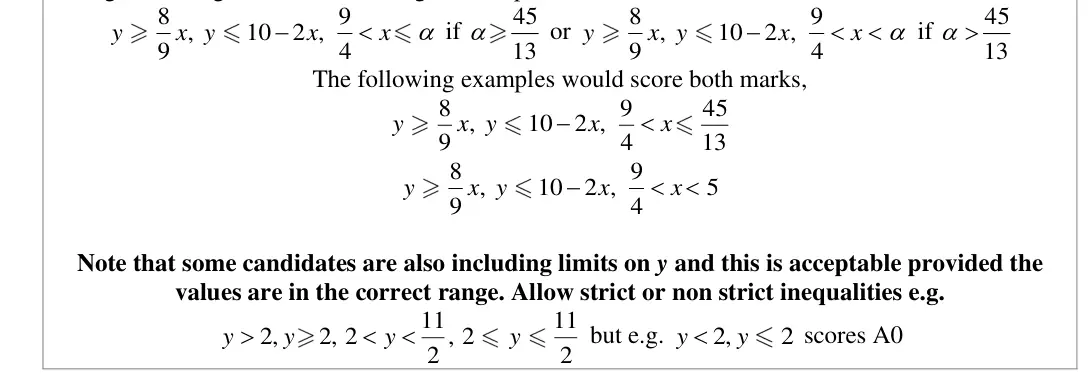 y ⩾ 8/9 x, y ⩽ 10 − 2x, 9/4 < x ⩽ α if α ⩾ 45/13 or y ⩾ 8/9 x, y ⩽ 10 − 2x, 9/4 < x < α if α > 45/13
The following examples would score both marks,
y ⩾ 8/9 x, y ⩽ 10 − 2x, 9/4 < x ⩽ 45/13
y ⩾ 8/9 x, y ⩽ 10 − 2x, 9/4 < x < 5
Note that some candidates are also including limits on y and this is acceptable provided the
values are in the correct range. Allow strict or non strict inequalities e.g.
y > 2, y ⩾ 2, 2 < y < 11/2, 2 ⩽ y ⩽ 11/2 but e.g. y < 2, y ⩽ 2 scores A0